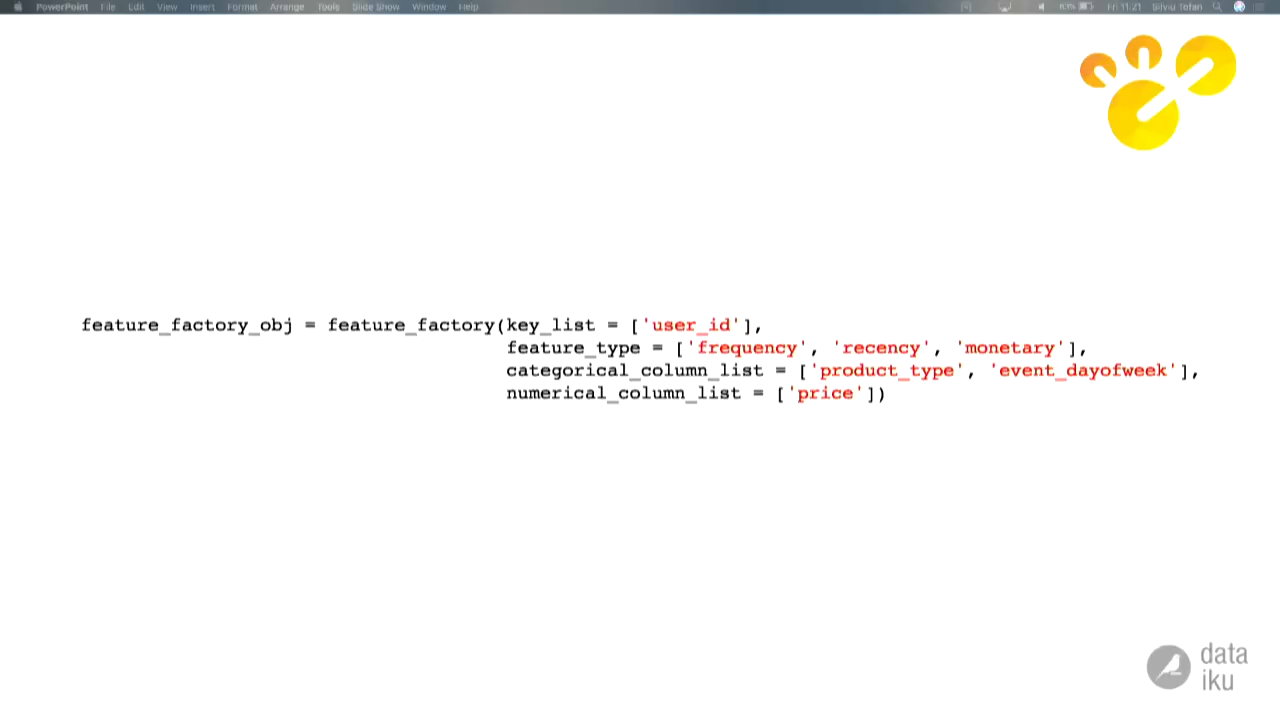 PowerPoint File Edit View Insert Format Arrange Tools Slide Show Window Help Fri 11:21 Silviu Tofan
feature_factory_obj = feature_factory(key_list = ['user_id'],
feature_type = ['frequency', 'recency', 'monetary'],
categorical_column_list = ['product_type', 'event_dayofweek'],
numerical_column_list = ['price'])
data
iku